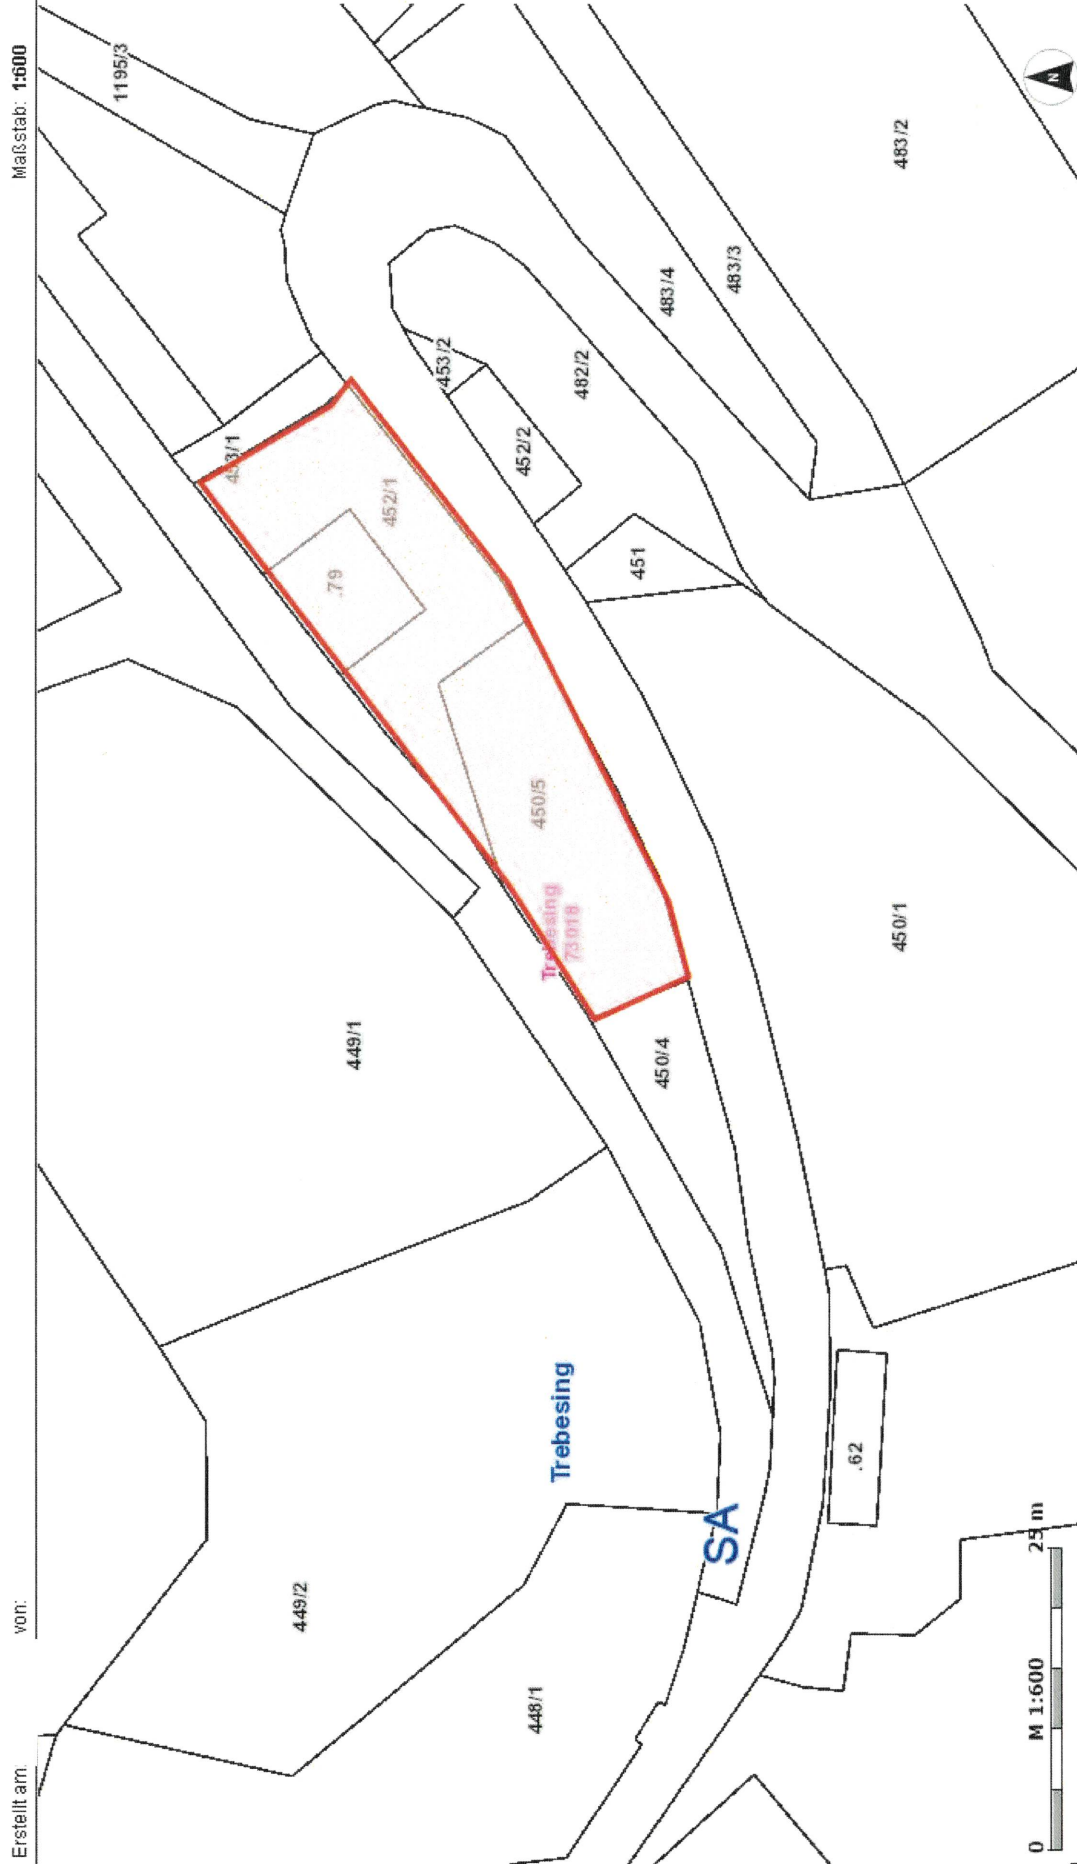 Erstellt am:
von:
Maßstab: 1:600
1195/3
453/1
452/1
.79
453/2
452/2
482/2
483/4
483/3
483/2
451
450/5
Trebesing
73018
449/1
450/4
450/1
Trebesing
SA
449/2
448/1
.62
N
0
M 1:600
25 m